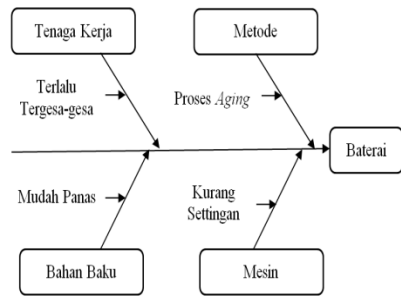 Tenaga Kerja
Metode
Terlalu
Tergesa-gesa
Proses Aging
Baterai
Mudah Panas
Kurang
Settingan
Bahan Baku
Mesin